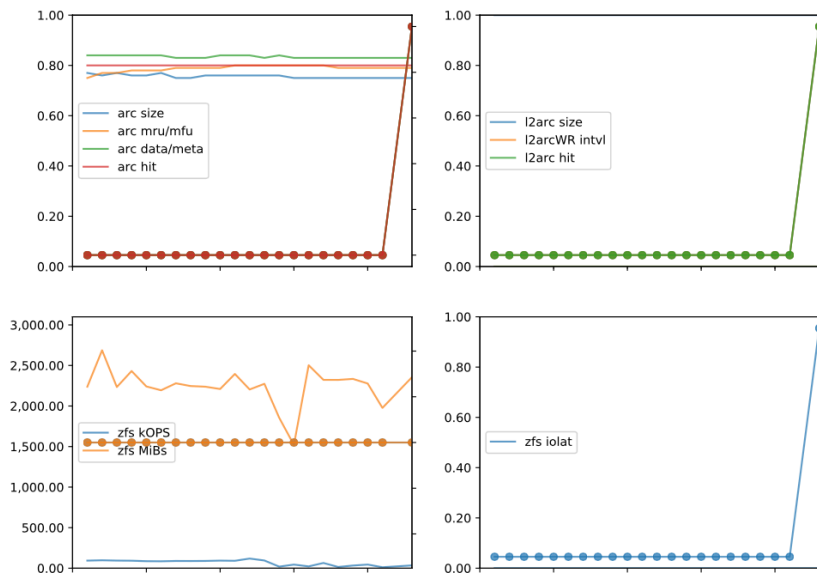 1.00
0.80
0.60
0.40
0.20
0.00
arc size
arc mru/mfu
arc data/meta
arc hit
1.00
0.80
0.60
0.40
0.20
0.00
l2arc size
l2arcWR intvl
l2arc hit
3,000.00
2,500.00
2,000.00
1,500.00
1,000.00
500.00
0.00
zfs kOPS
zfs MiBs
1.00
0.80
0.60
0.40
0.20
0.00
zfs iolat